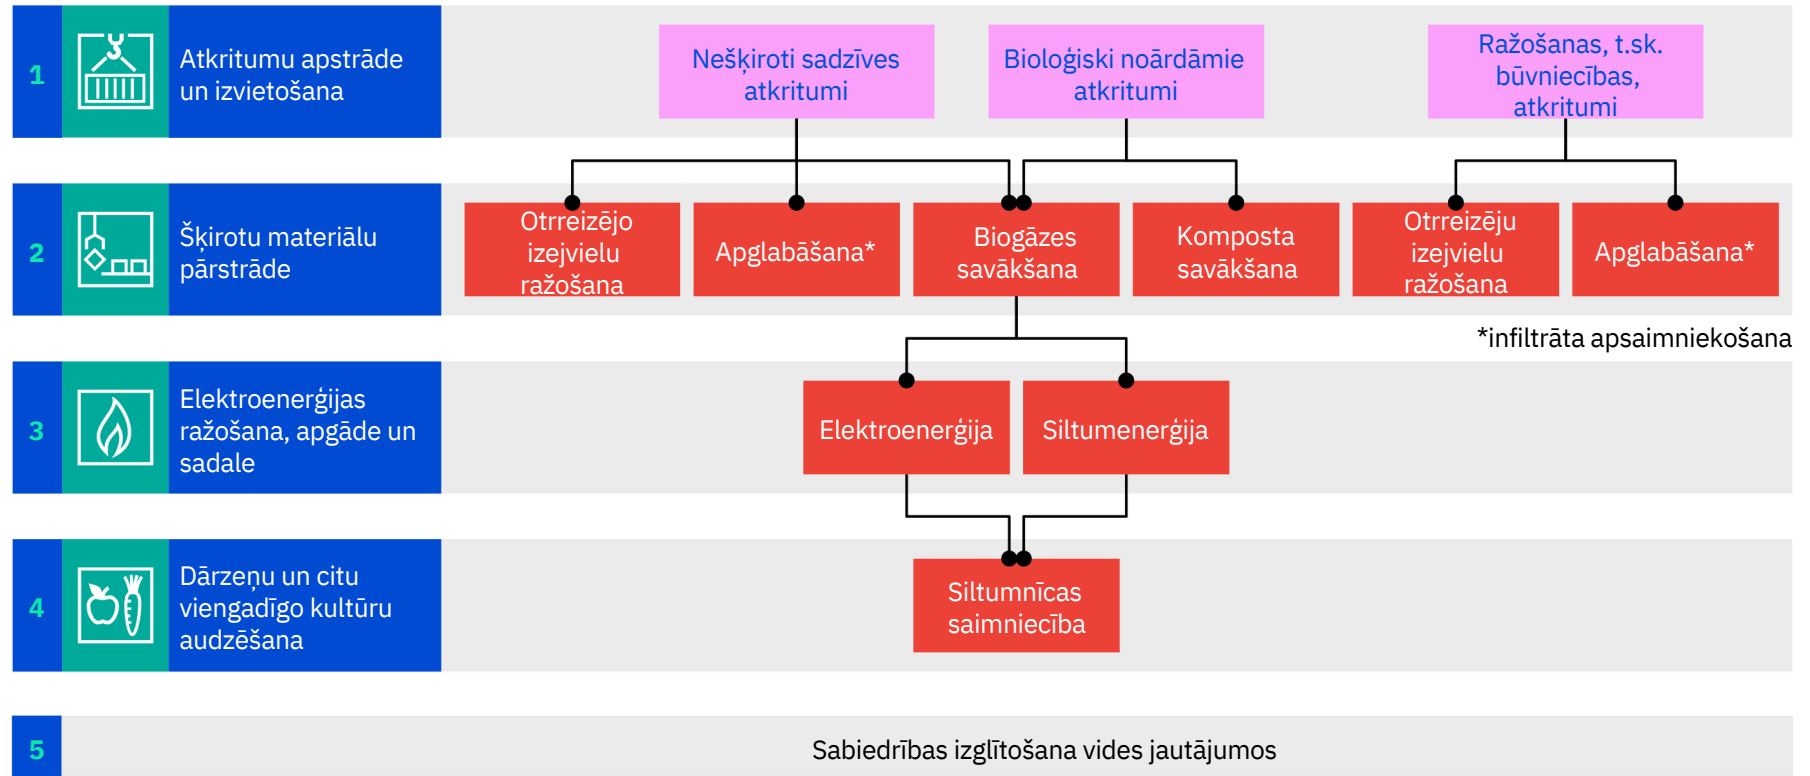 1
Atkritumu apstrāde
un izvietošana
Nešķiroti sadzīves
atkritumi
Bioloģiski noārdāmie
atkritumi
Ražošanas, t.sk.
būvniecības,
atkritumi
2
Šķirotu materiālu
pārstrāde
Otrreizējo
izejvielu
ražošana
Apglabāšana*
Biogāzes
savākšana
Komposta
savākšana
Otrreizēju
izejvielu
ražošana
Apglabāšana*
*infiltrāta apsaimniekošana
3
Elektroenerģijas
ražošana, apgāde un
sadale
Elektroenerģija
Siltumenerģija
4
Dārzeņu un citu
viengadīgo kultūru
audzēšana
Siltumnīcas
saimniecība
5
Sabiedrības izglītošana vides jautājumos